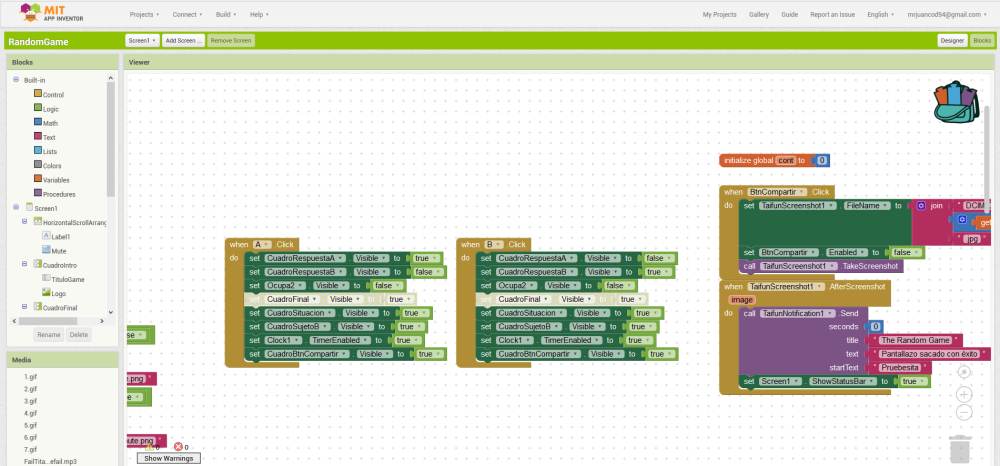 MIT
APP INVENTOR
Projects Connect Build Help
My Projects Gallery Guide Report an Issue English mrjuancod94@gmail.com
RandomGame
Screen1 Add Screen ... Remove Screen
Designer Blocks
Blocks
Built-in
Control
Logic
Math
Text
Lists
Colors
Variables
Procedures
Screen1
HorizontalScrollArrang
Label1
Mute
CuadroIntro
TituloGame
Logo
CuadroFinal
Rename Delete
Media
1.gif
2.gif
3.gif
4.gif
5.gif
6.gif
7.gif
FailTita...efail.mp3
Viewer
se
e.png "
e
ute.png "
when A .Click
do set CuadroRespuestaA . Visible to true
set CuadroRespuestaB . Visible to false
set Ocupa2 . Visible to false
set CuadroFinal . Visible to true
set CuadroSituacion . Visible to true
set CuadroSujetoB . Visible to true
set Clock1 . TimerEnabled to true
set CuadroBtnCompartir . Visible to true
when B .Click
do set CuadroRespuestaA . Visible to false
set CuadroRespuestaB . Visible to true
set Ocupa2 . Visible to false
set CuadroFinal . Visible to true
set CuadroSituacion . Visible to true
set CuadroSujetoB . Visible to true
set Clock1 . TimerEnabled to true
set CuadroBtnCompartir . Visible to true
initialize global cont to 0
when BtnCompartir .Click
do set TaifunScreenshot1 . FileName to join " DCIM
get
" .jpg
set BtnCompartir . Enabled to false
call TaifunScreenshot1 .TakeScreenshot
when TaifunScreenshot1 .AfterScreenshot
image
do call TaifunNotification1 .Send
seconds 0
title " The Random Game "
text " Pantallazo sacado con éxito
startText " Pruebesita "
set Screen1 . ShowStatusBar to true
0 0
Show Warnings